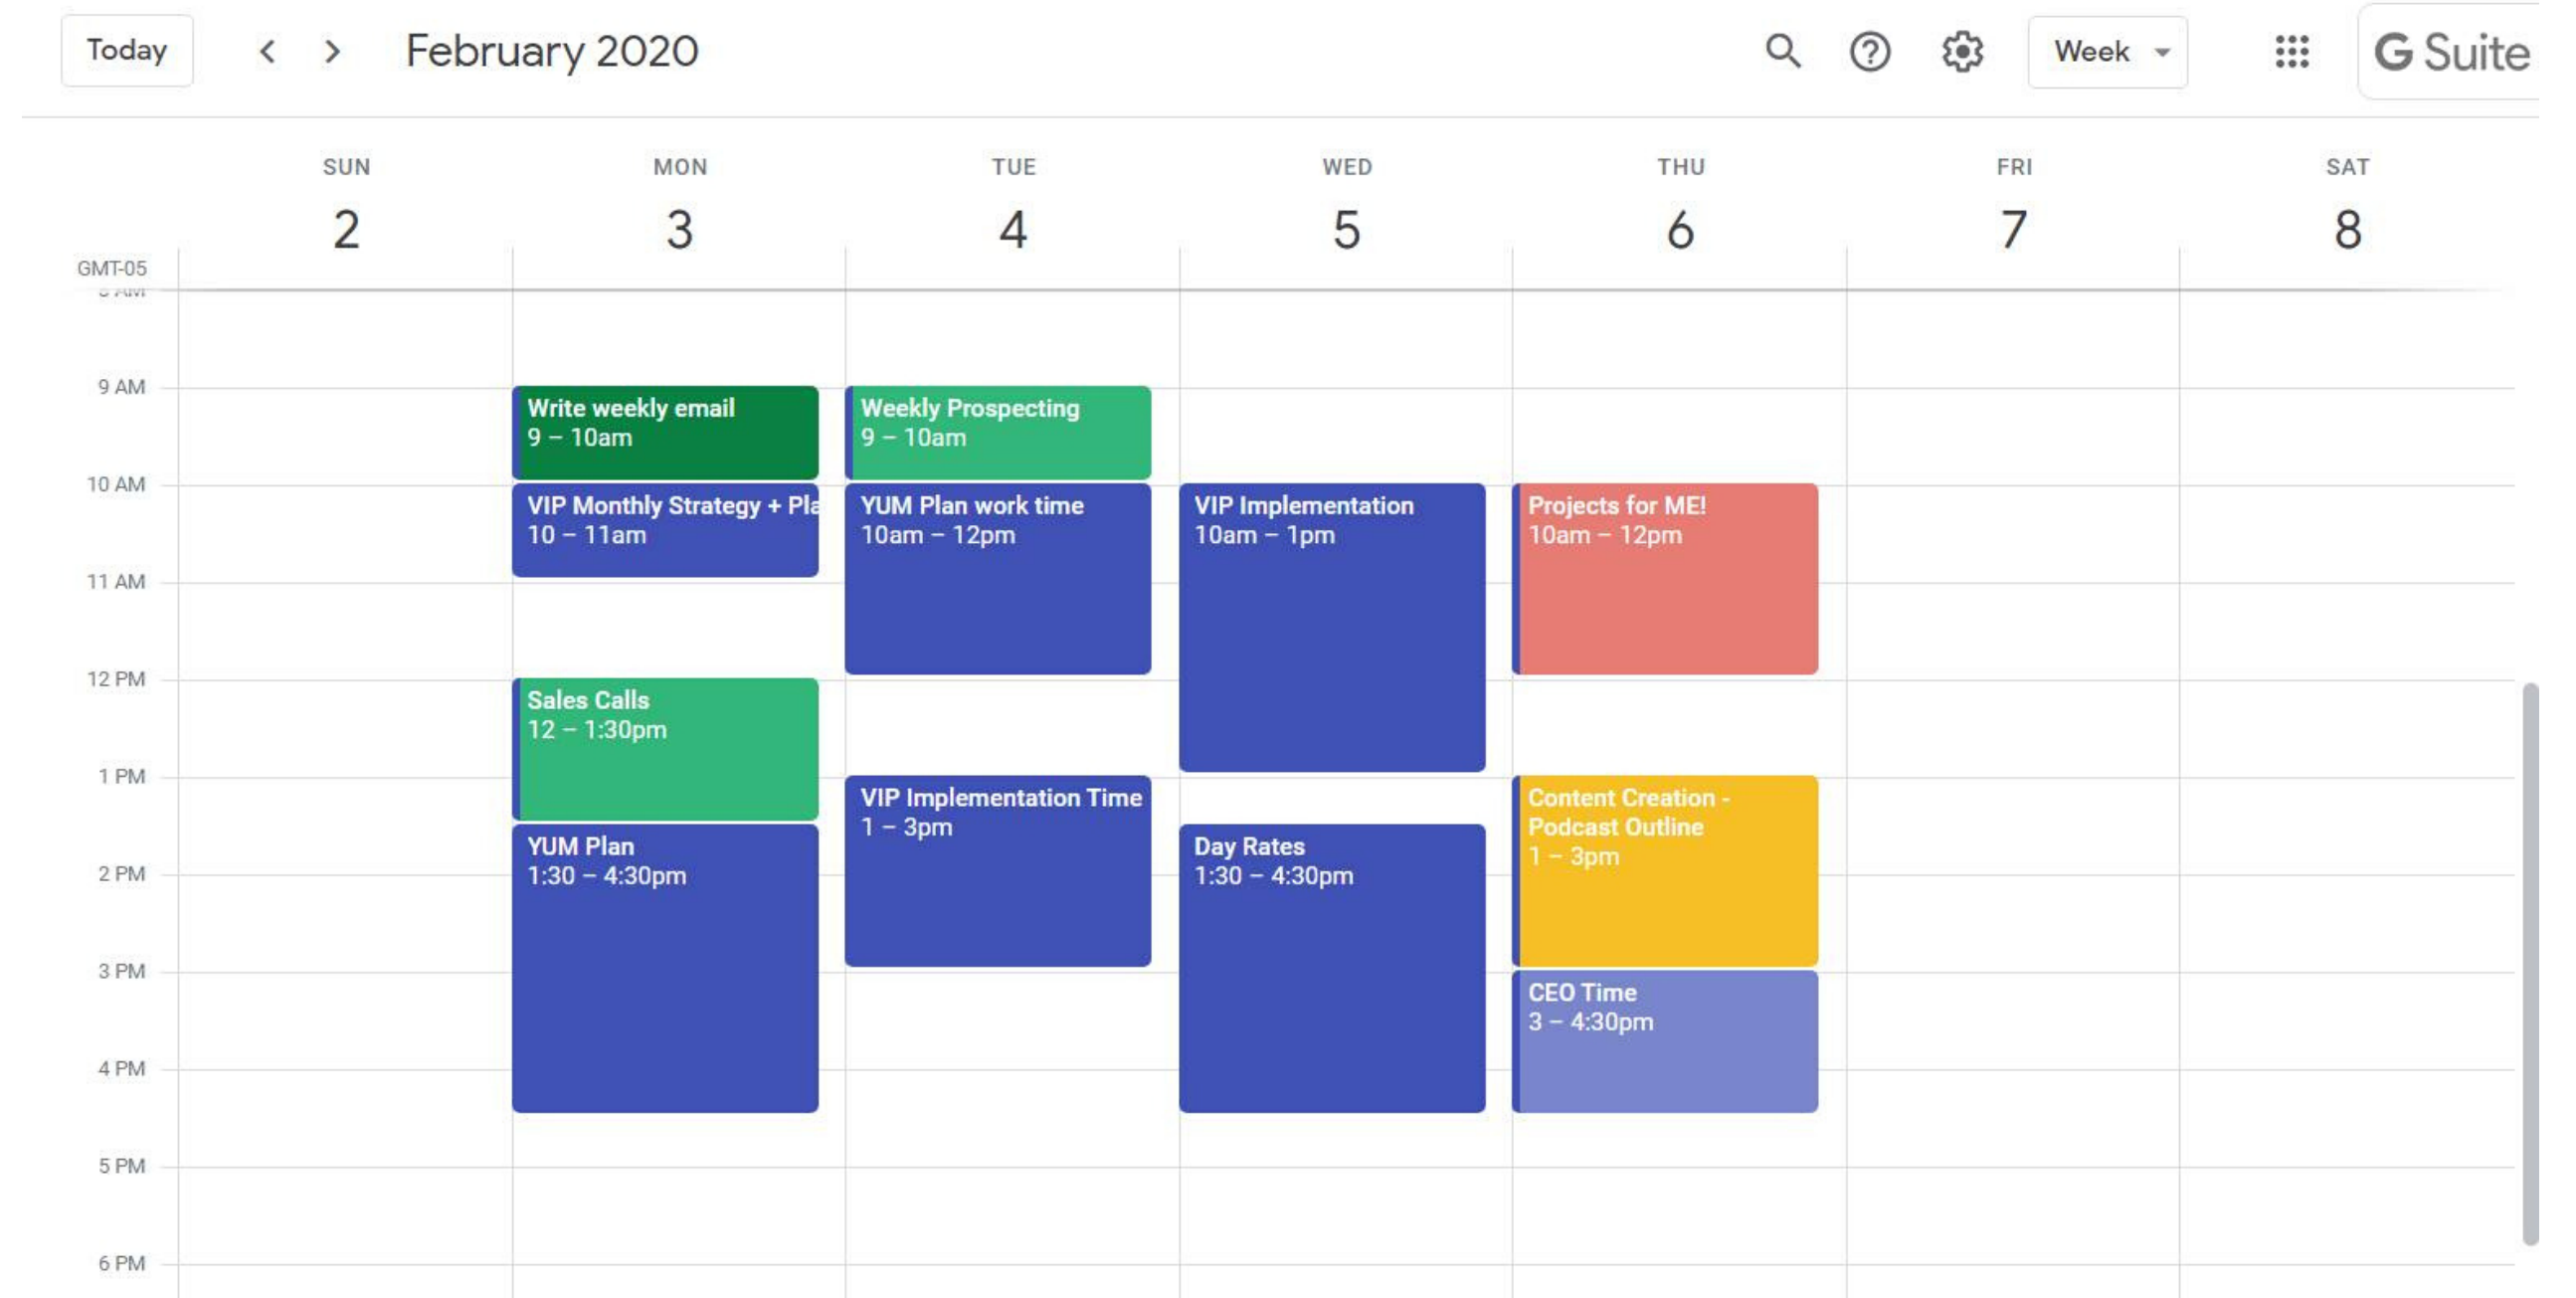 Today
February 2020
Week
G Suite
SUN
MON
TUE
WED
THU
FRI
SAT
2
3
4
5
6
7
8
GMT-05
9 AM
Write weekly email
9 – 10am
Weekly Prospecting
9 – 10am
10 AM
VIP Monthly Strategy + Pla
10 – 11am
YUM Plan work time
10am – 12pm
VIP Implementation
10am – 1pm
Projects for ME!
10am – 12pm
11 AM
12 PM
Sales Calls
12 – 1:30pm
1 PM
VIP Implementation Time
1 – 3pm
Content Creation -
Podcast Outline
1 – 3pm
YUM Plan
1:30 – 4:30pm
Day Rates
1:30 – 4:30pm
2 PM
3 PM
CEO Time
3 – 4:30pm
4 PM
5 PM
6 PM